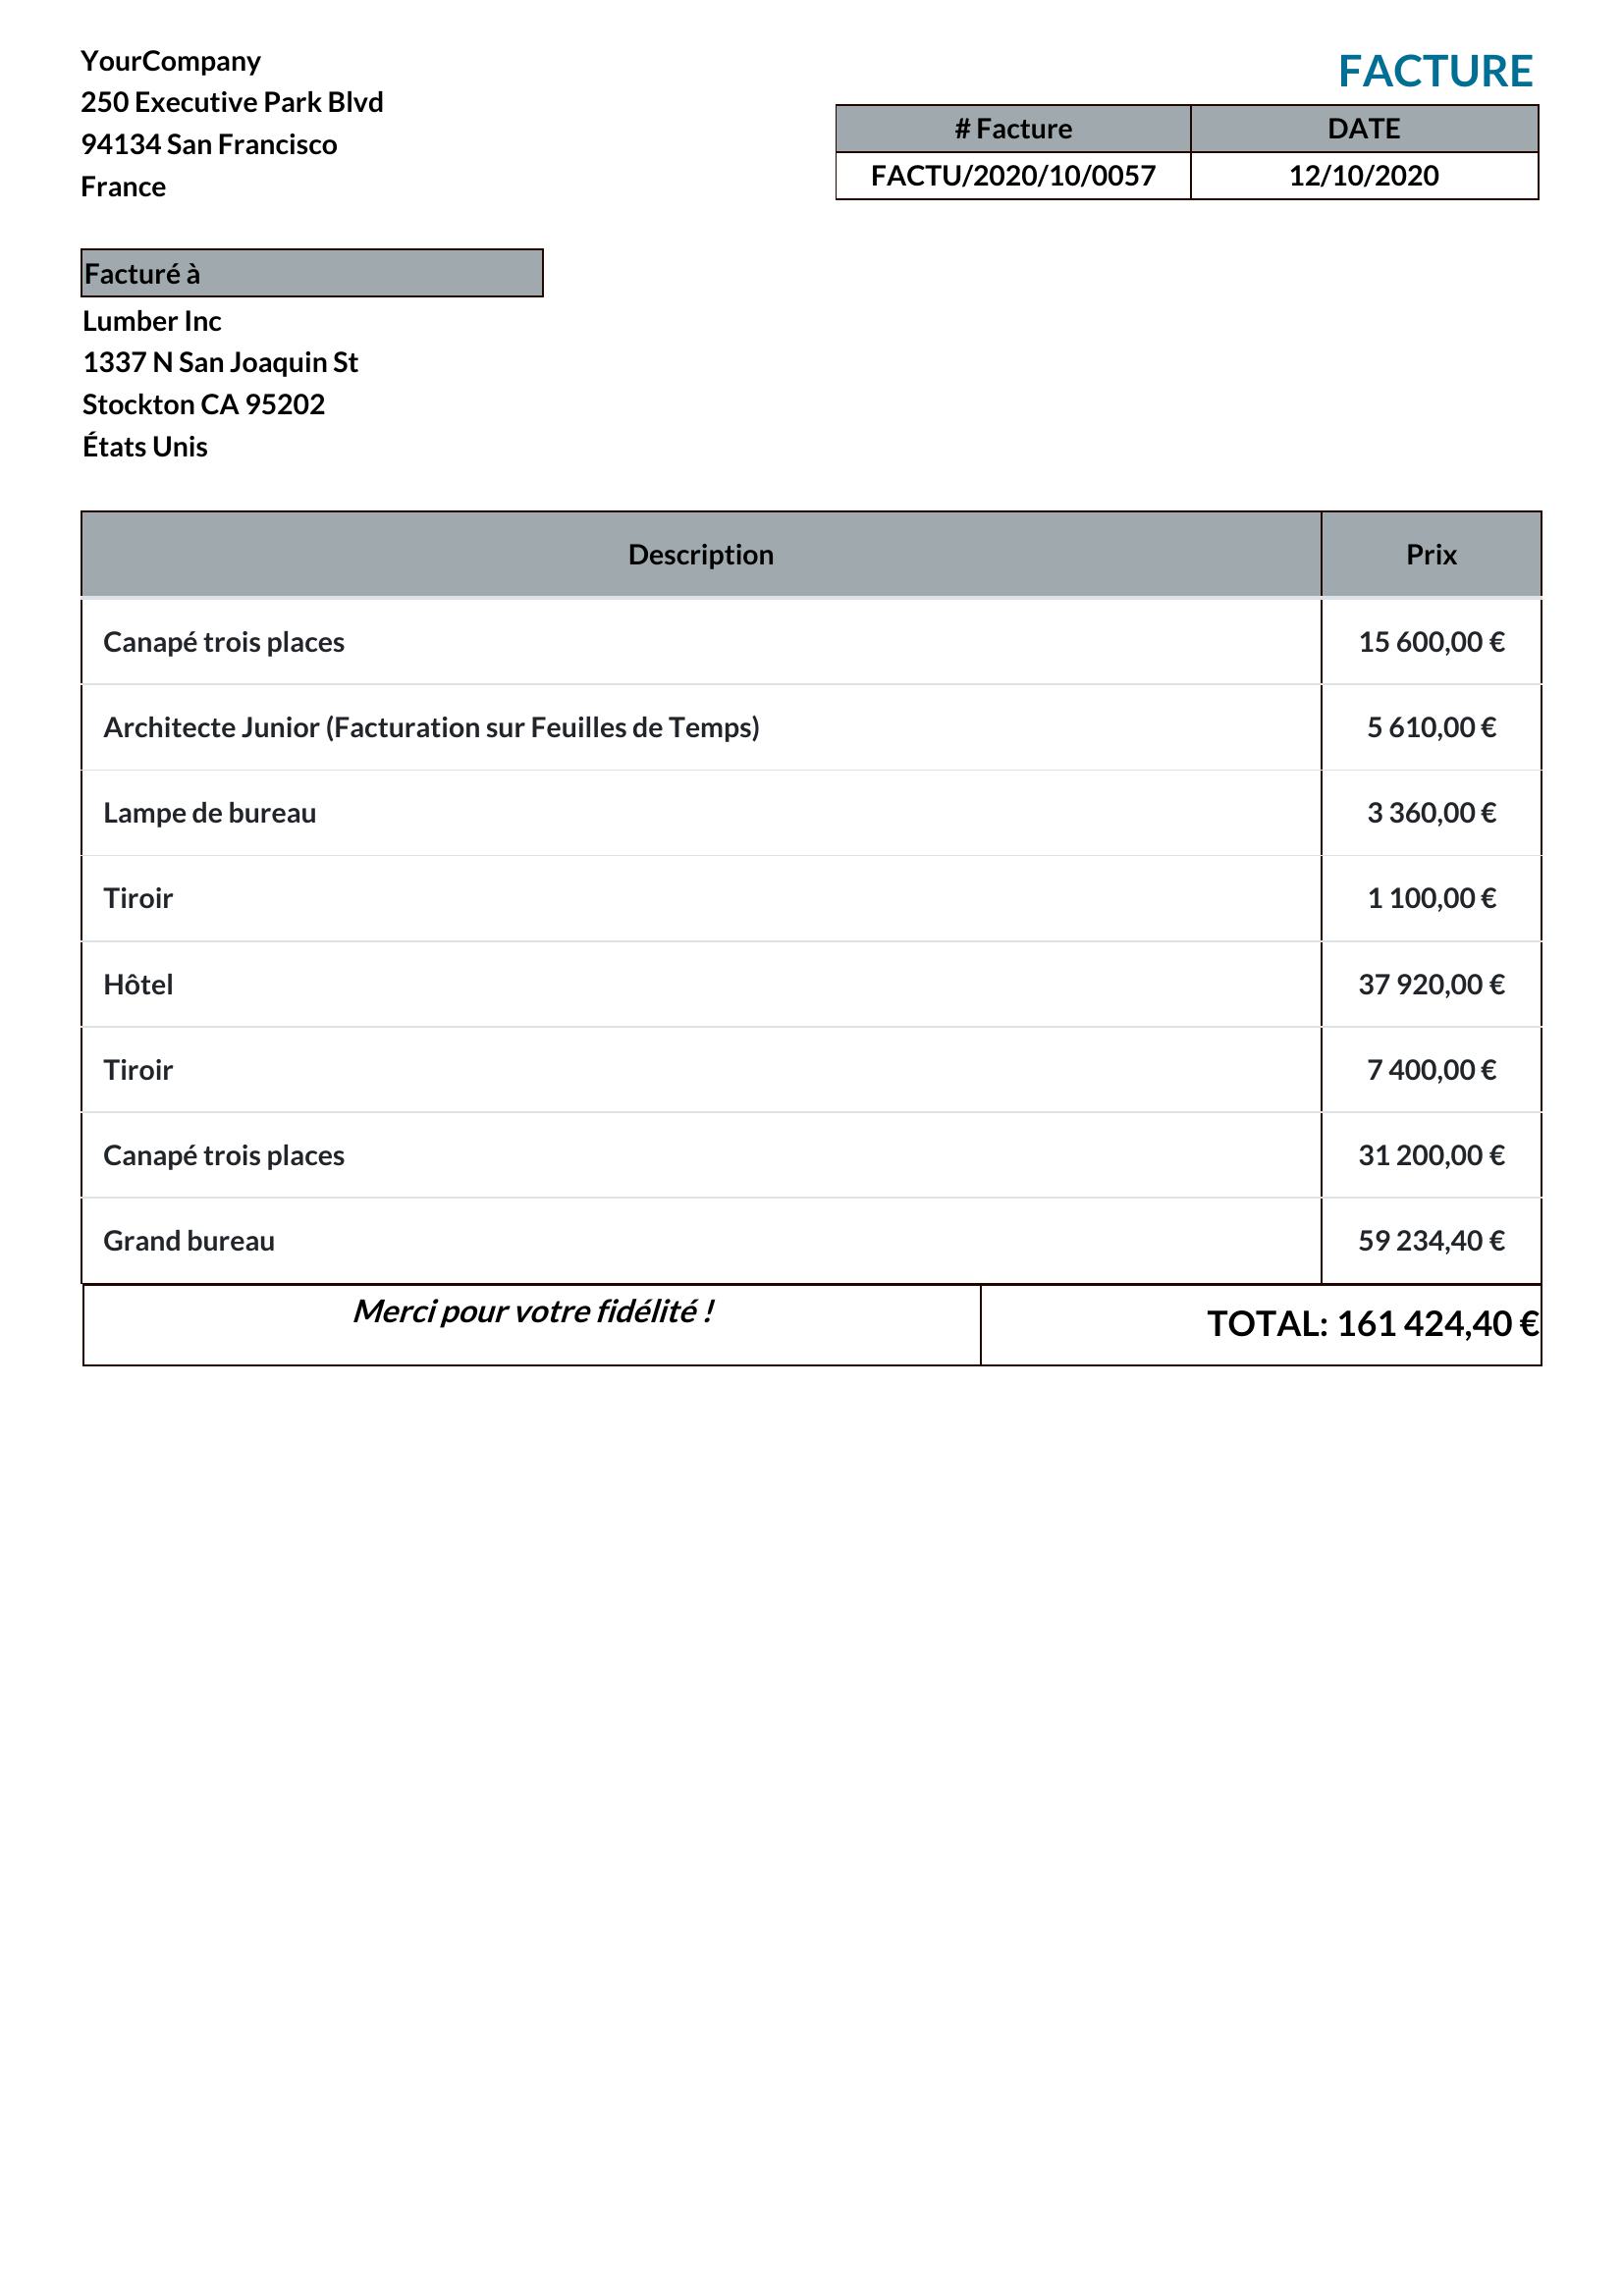 YourCompany
250 Executive Park Blvd
94134 San Francisco
France
FACTURE
# Facture DATE
FACTU/2020/10/0057 12/10/2020
Facturé à
Lumber Inc
1337 N San Joaquin St
Stockton CA 95202
États Unis
Description Prix
Canapé trois places 15 600,00 €
Architecte Junior (Facturation sur Feuilles de Temps) 5 610,00 €
Lampe de bureau 3 360,00 €
Tiroir 1 100,00 €
Hôtel 37 920,00 €
Tiroir 7 400,00 €
Canapé trois places 31 200,00 €
Grand bureau 59 234,40 €
Merci pour votre fidélité ! TOTAL: 161 424,40 €